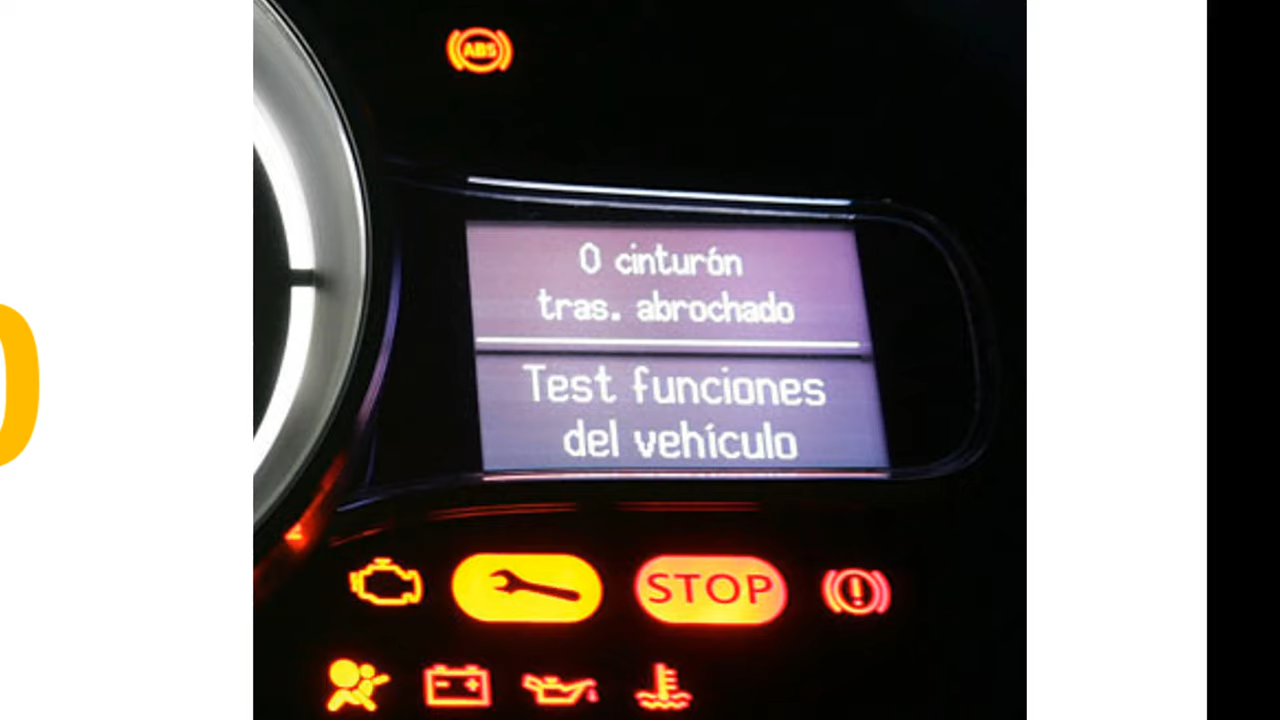 ABS
0 cinturón
tras. abrochado
Test funciones
del vehículo
STOP